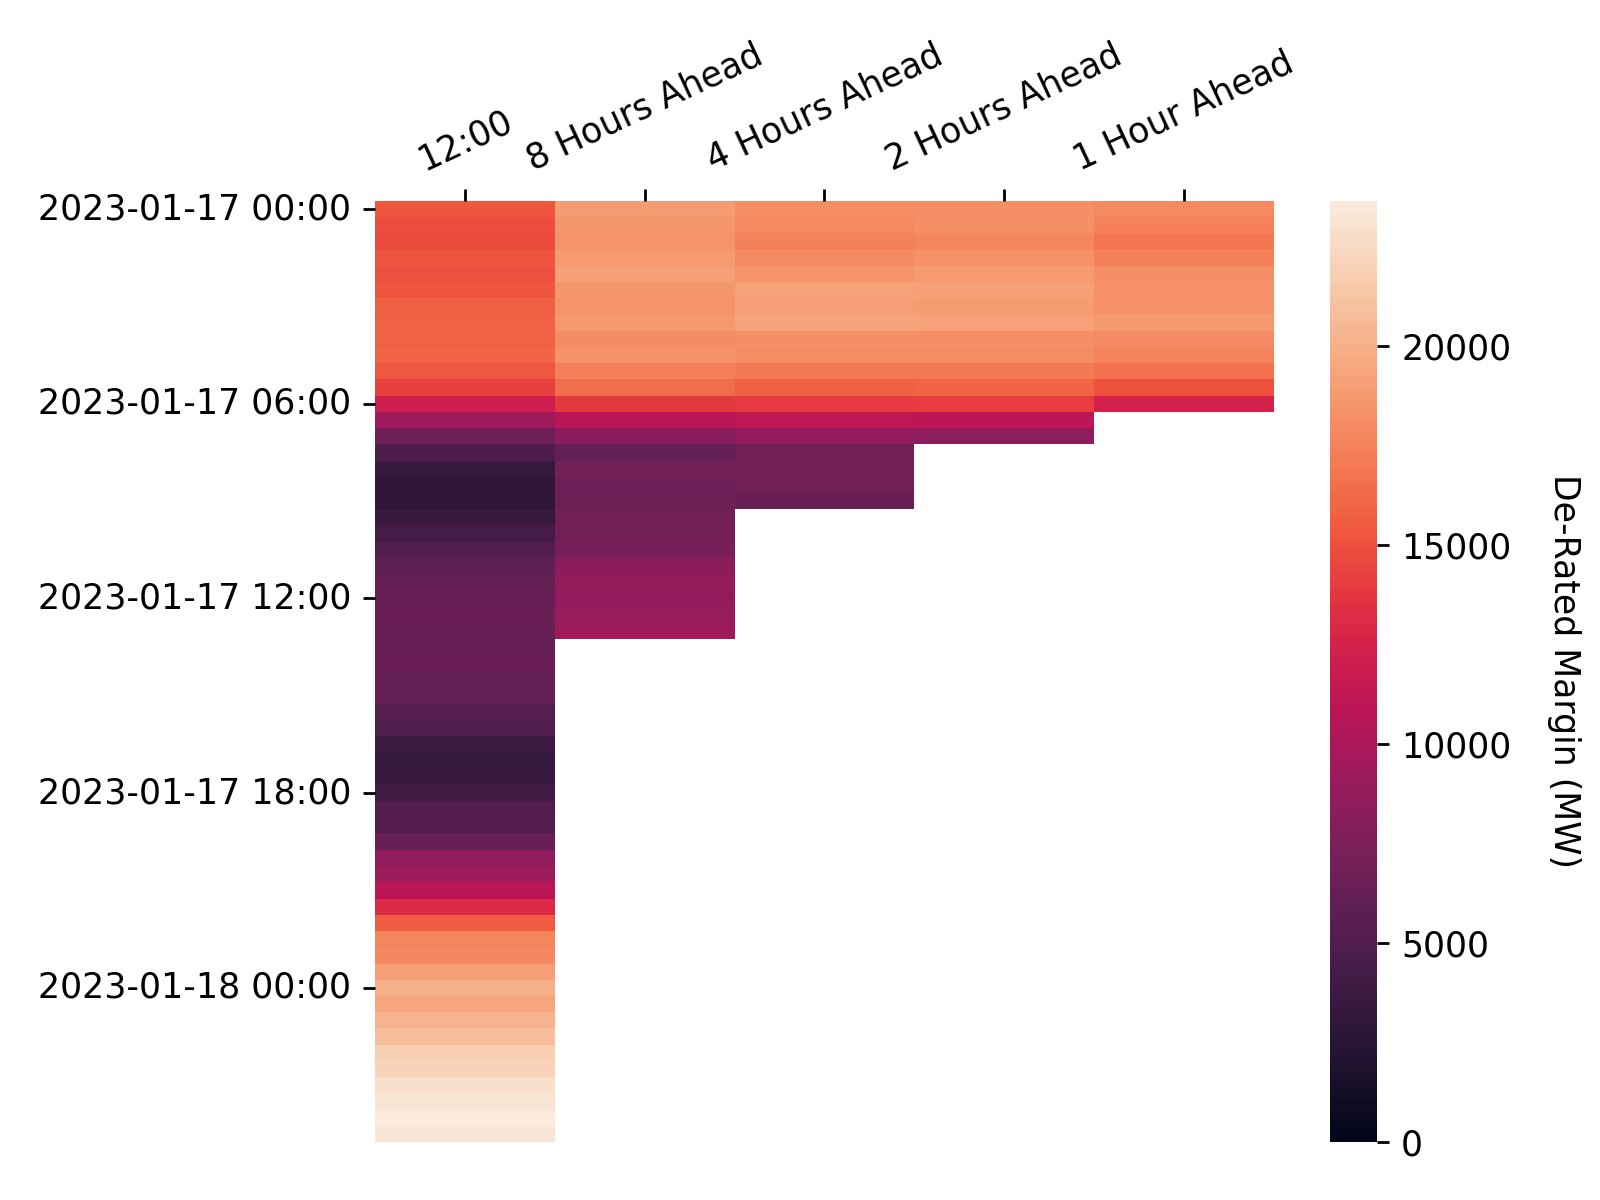 12:00
8 Hours Ahead
4 Hours Ahead
2 Hours Ahead
1 Hour Ahead
2023-01-17 00:00
2023-01-17 06:00
2023-01-17 12:00
2023-01-17 18:00
2023-01-18 00:00
20000
15000
10000
5000
0
De-Rated Margin (MW)